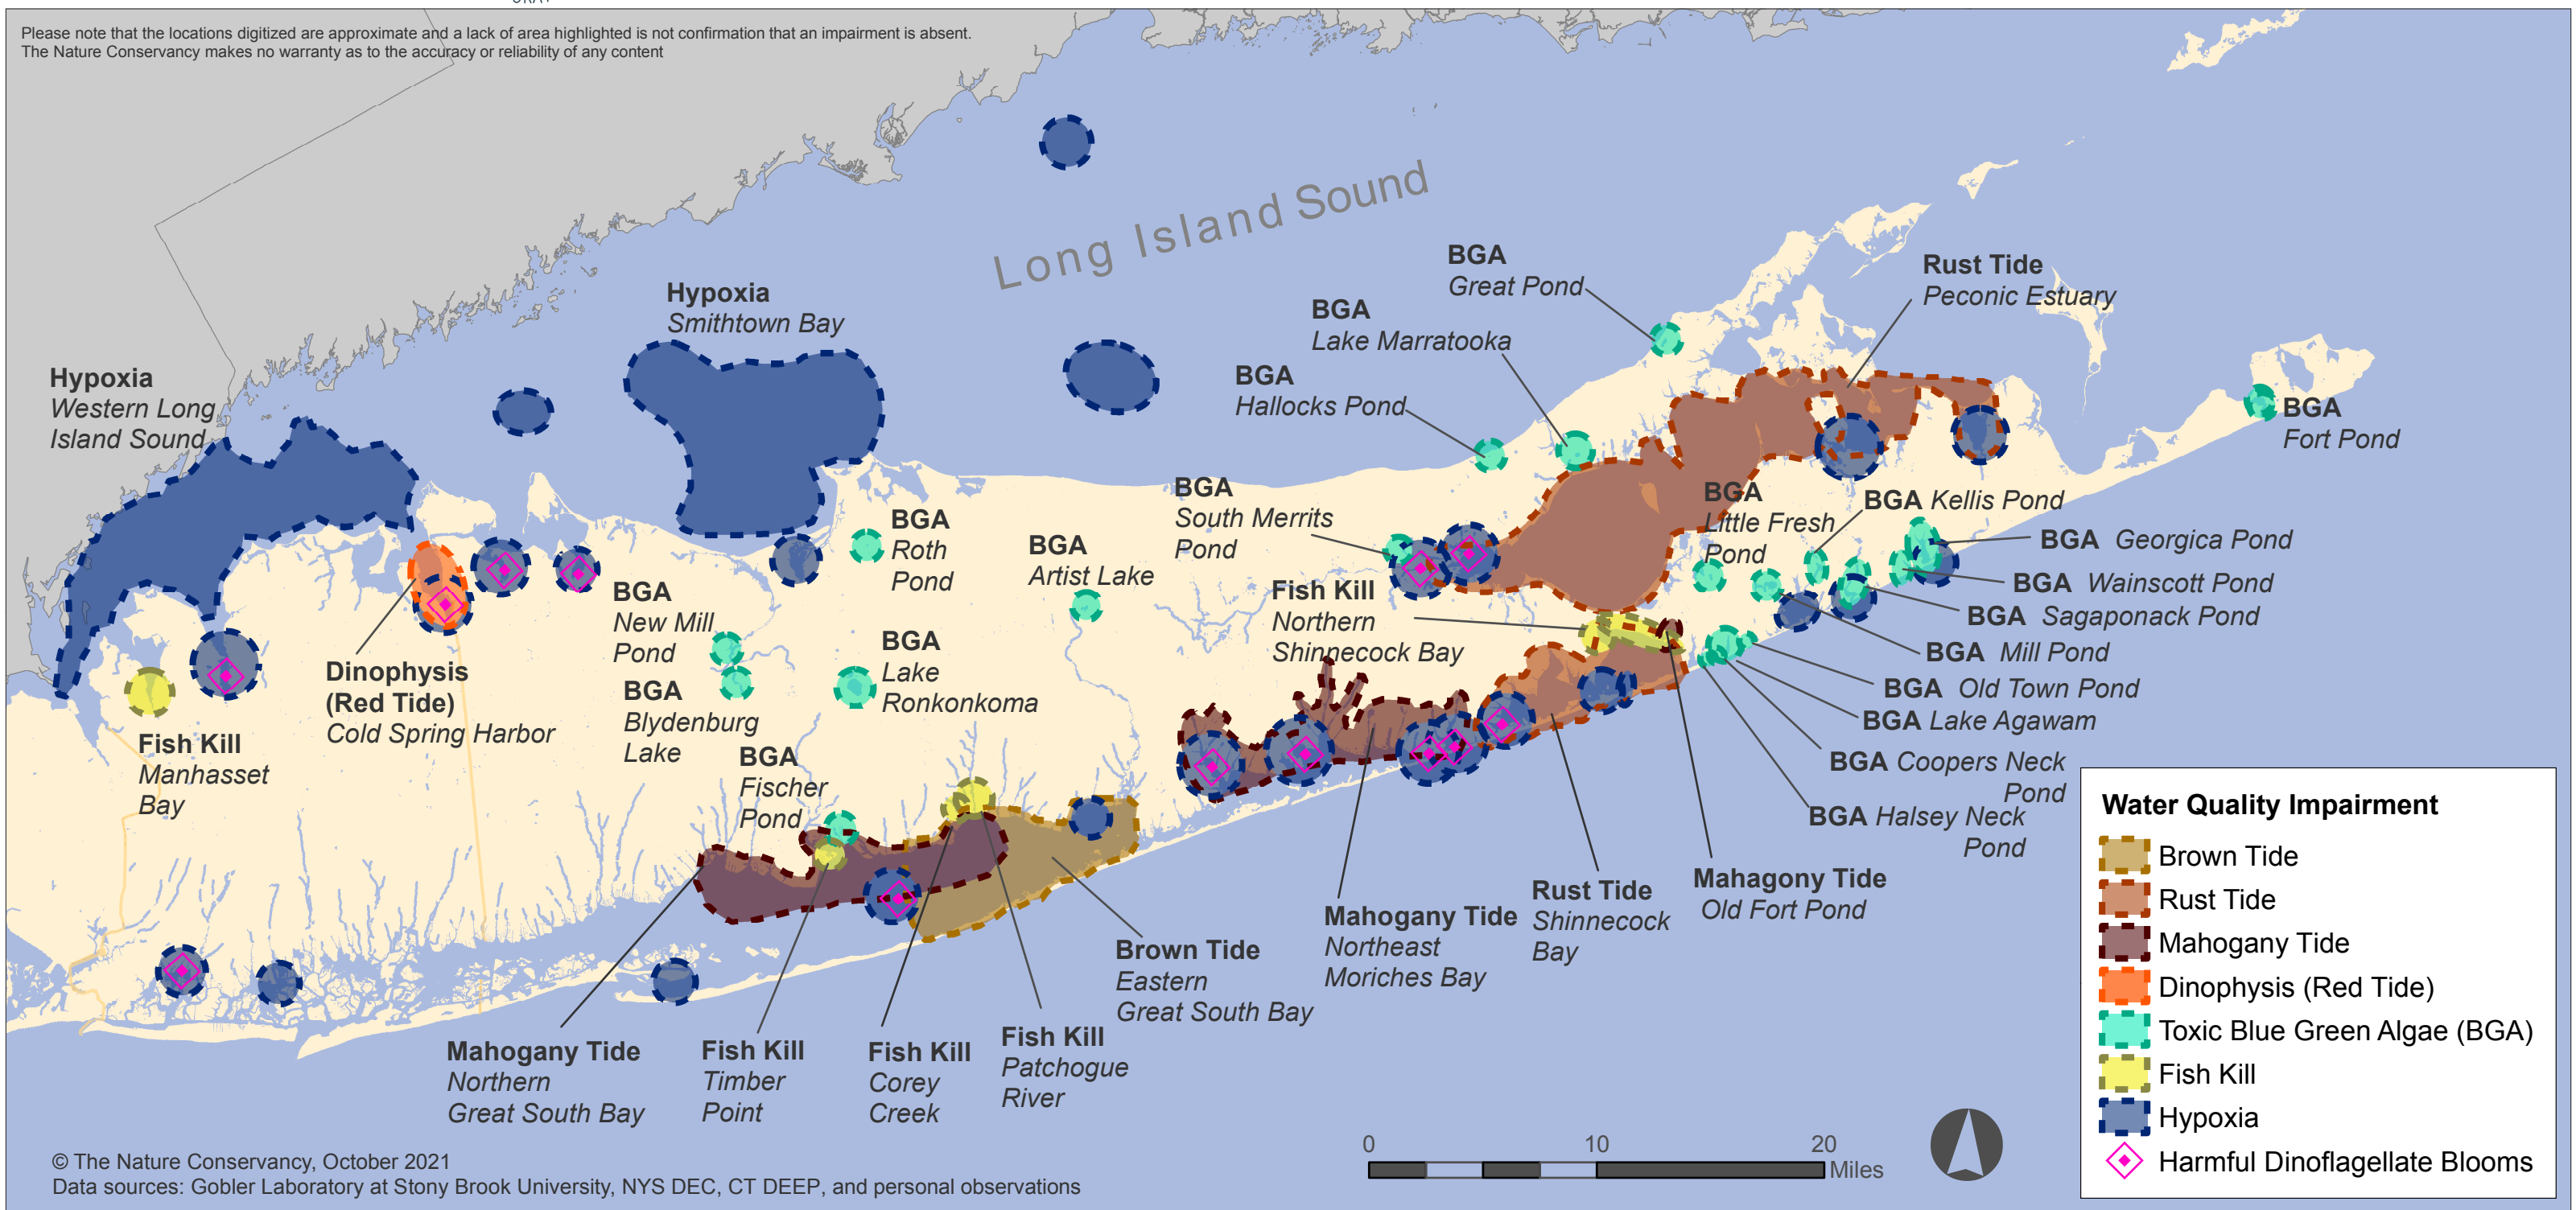 Please note that the locations digitized are approximate and a lack of area highlighted is not confirmation that an impairment is absent.
The Nature Conservancy makes no warranty as to the accuracy or reliability of any content
Long Island Sound
Hypoxia
Western Long
Island Sound
Hypoxia
Smithtown Bay
BGA
Great Pond
BGA
Lake Marratooka
BGA
Hallocks Pond
Rust Tide
Peconic Estuary
BGA
Fort Pond
BGA
South Merrits
Pond
BGA
Little Fresh
Pond
BGA Kellis Pond
BGA Georgica Pond
BGA Wainscott Pond
BGA Sagaponack Pond
BGA Mill Pond
BGA Old Town Pond
BGA Lake Agawam
BGA Coopers Neck
Pond
BGA Halsey Neck
Pond
BGA
Roth
Pond
BGA
Artist Lake
BGA
New Mill
Pond
BGA
Blydenburg
Lake
BGA
Lake
Ronkonkoma
BGA
Fischer
Pond
Fish Kill
Northern
Shinnecock Bay
Dinophysis
(Red Tide)
Cold Spring Harbor
Fish Kill
Manhasset
Bay
Mahogany Tide
Northern
Great South Bay
Fish Kill
Timber
Point
Fish Kill
Corey
Creek
Fish Kill
Patchogue
River
Brown Tide
Eastern
Great South Bay
Mahogany Tide
Northeast
Moriches Bay
Rust Tide
Shinnecock
Bay
Mahagony Tide
Old Fort Pond
Water Quality Impairment
Brown Tide
Rust Tide
Mahogany Tide
Dinophysis (Red Tide)
Toxic Blue Green Algae (BGA)
Fish Kill
Hypoxia
Harmful Dinoflagellate Blooms
0 10 20
Miles
© The Nature Conservancy, October 2021
Data sources: Gobler Laboratory at Stony Brook University, NYS DEC, CT DEEP, and personal observations